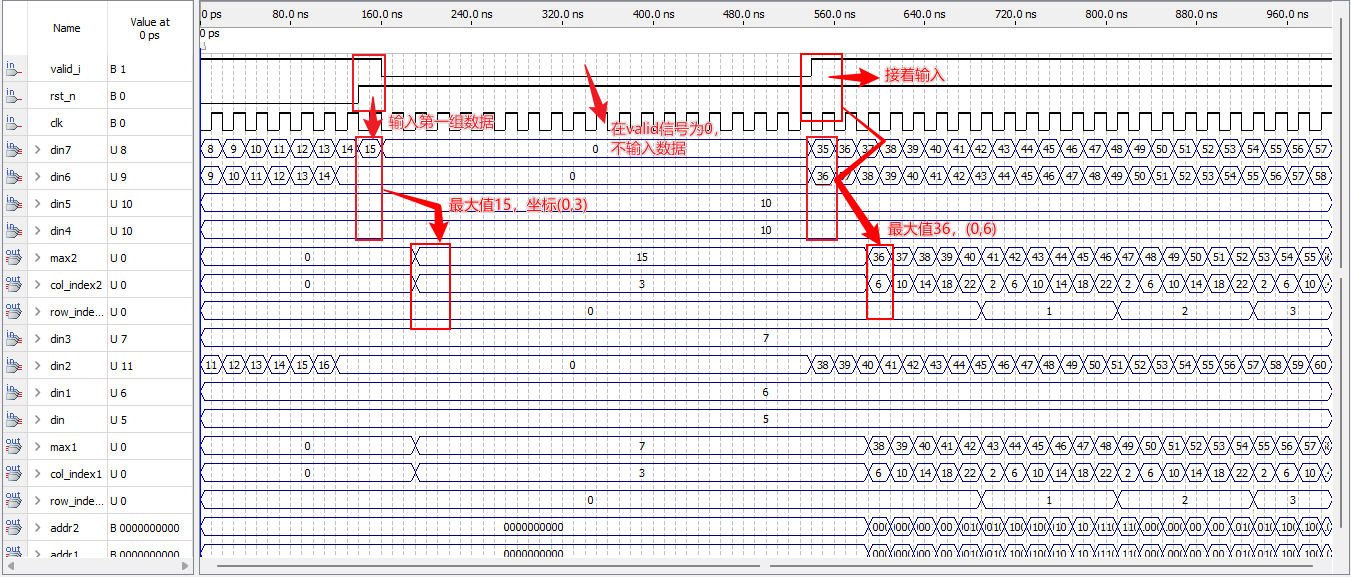 Name
Value at
0 ps
0 ps 80.0 ns 160.0 ns 240.0 ns 320.0 ns 400.0 ns 480.0 ns 560.0 ns 640.0 ns 720.0 ns 800.0 ns 880.0 ns 960.0 ns
0 ps
in valid_i B 1
接着输入
in rst_n B 0
in clk B 0
输入第一组数据
在valid信号为0,
不输入数据
in din7 U 8 8 9 10 11 12 13 14 15 0 35 36 37 38 39 40 41 42 43 44 45 46 47 48 49 50 51 52 53 54 55 56 57
in din6 U 9 9 10 11 12 13 14 0 36 38 39 40 41 42 43 44 45 46 47 48 49 50 51 52 53 54 55 56 57 58
in din5 U 10 10
最大值15，坐标(0,3)
in din4 U 10 10
最大值36，(0,6)
out max2 U 0 0 15 36 37 38 39 40 41 42 43 44 45 46 47 48 49 50 51 52 53 54 55
out col_index2 U 0 0 3 6 10 14 18 22 2 6 10 14 18 22 2 6 10 14 18 22 2 6 10
out row_inde... U 0 0 1 2 3
in din3 U 7 7
in din2 U 11 11 12 13 14 15 16 0 38 39 40 41 42 43 44 45 46 47 48 49 50 51 52 53 54 55 56 57 58 59 60
in din1 U 6 6
in din U 5 5
out max1 U 0 0 7 38 39 40 41 42 43 44 45 46 47 48 49 50 51 52 53 54 55 56 57
out col_index1 U 0 0 3 6 10 14 18 22 2 6 10 14 18 22 2 6 10 14 18 22 2 6 10
out row_inde... U 0 0 1 2 3
out addr2 B 0000000000 0000000000
out addr1 B 0000000000 0000000000